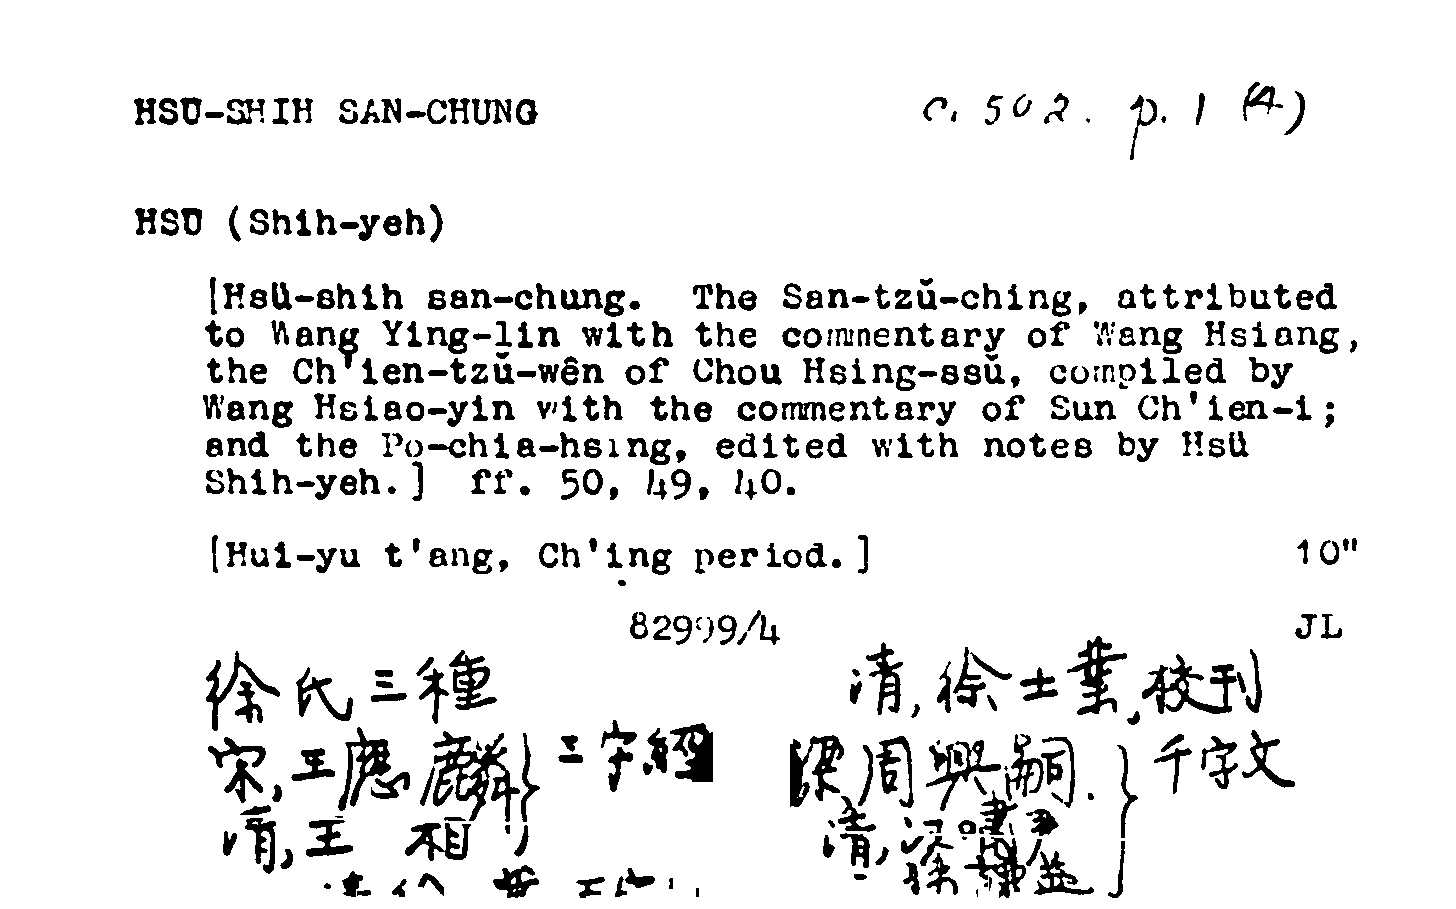 HSÜ-SHIH SAN-CHUNG c. 502. p. 1 (4)
HSÜ (Shih-yeh)
[Hsü-shih san-chung. The San-tzŭ-ching, attributed
to Wang Ying-lin with the commentary of Wang Hsiang,
the Ch'ien-tzŭ-wên of Chou Hsing-ssŭ, compiled by
Wang Hsiao-yin with the commentary of Sun Ch'ien-i;
and the Po-chia-hsing, edited with notes by Hsü
Shih-yeh.] ff. 50, 49, 40.
[Hui-yu t'ang, Ch'ing period.] 10"
82999/4 JL
徐氏三種 清,徐士業,校刊
宋,王應麟 三字經 梁周興嗣. 千字文
清,王相 清,